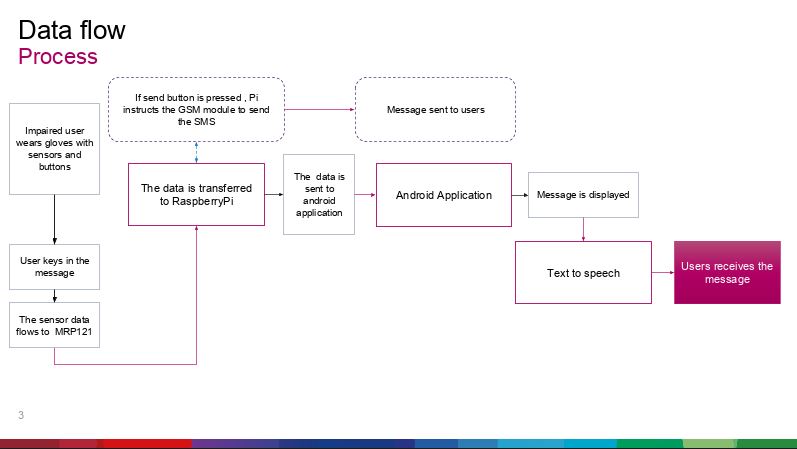 Data flow
Process
If send button is pressed , Pi
instructs the GSM module to send
the SMS
Message sent to users
Impaired user
wears gloves with
sensors and
buttons
The data is transferred
to RaspberryPi
The data is
sent to
android
application
Android Application
Message is displayed
User keys in the
message
Text to speech
Users receives the
message
The sensor data
flows to MRP121
3